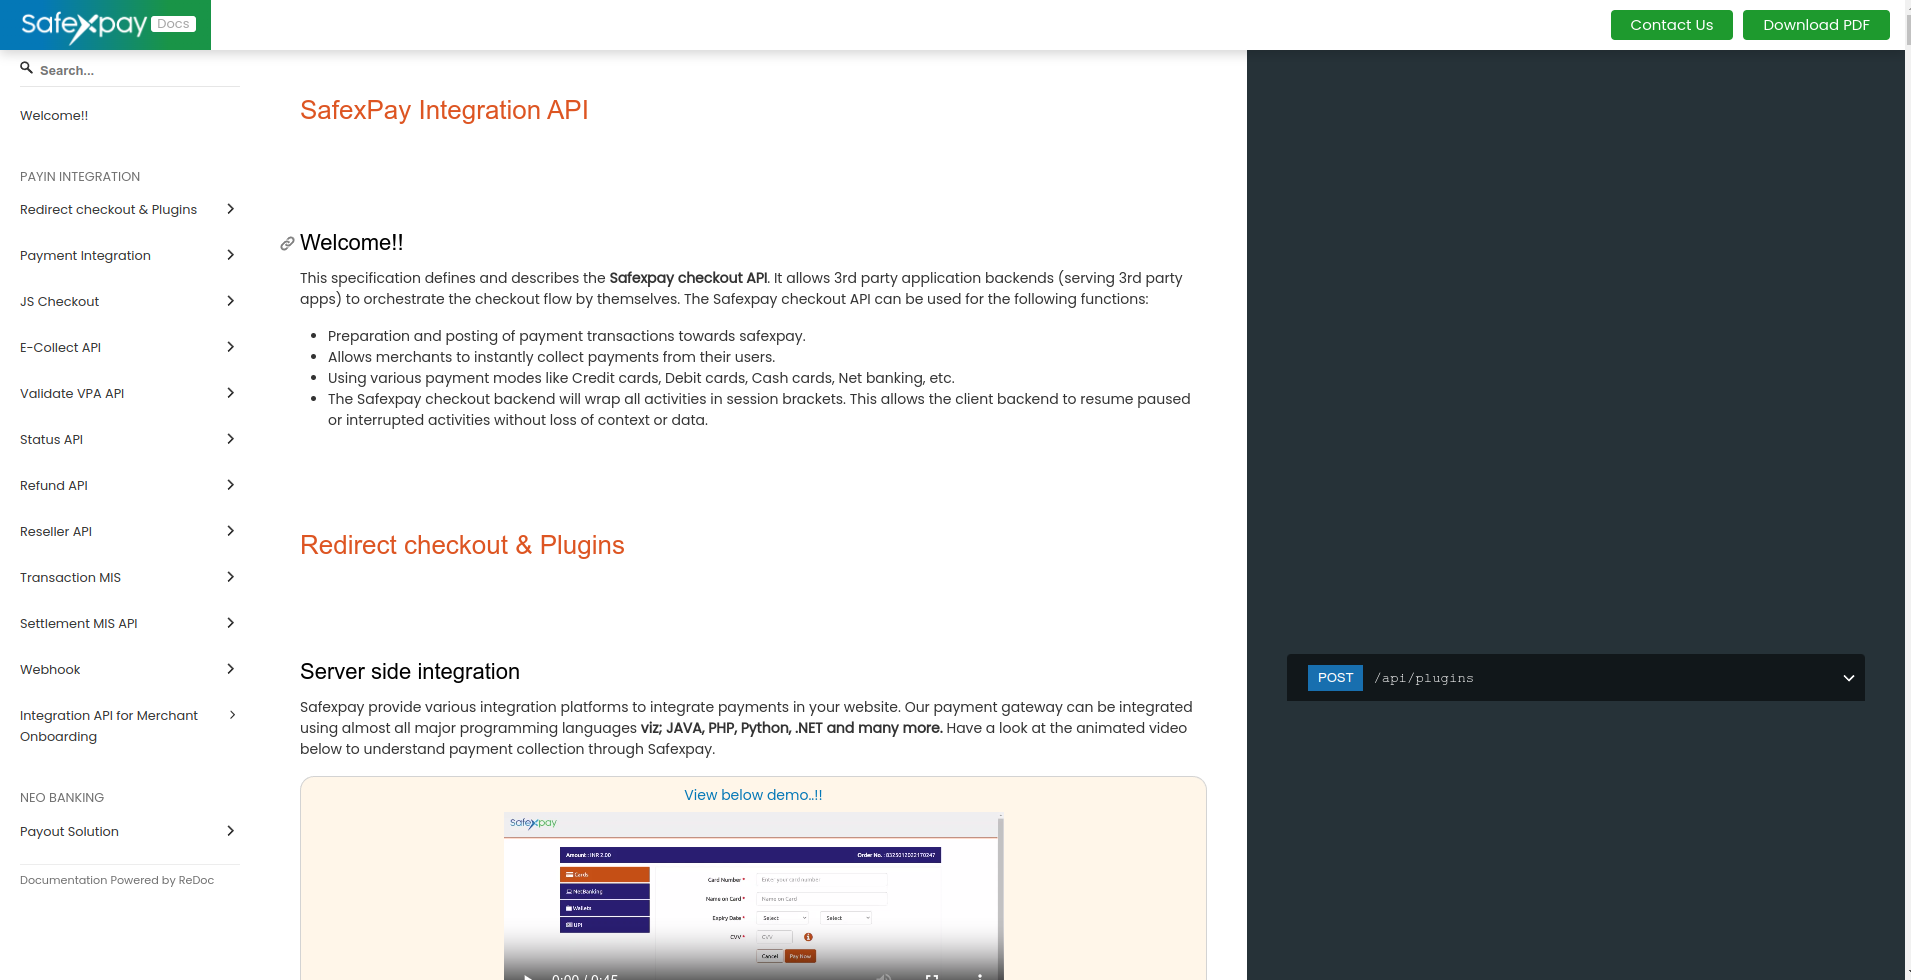 Safexpay Docs
Contact Us
Download PDF
Search...
Welcome!!
PAYIN INTEGRATION
Redirect checkout & Plugins
Payment Integration
JS Checkout
E-Collect API
Validate VPA API
Status API
Refund API
Reseller API
Transaction MIS
Settlement MIS API
Webhook
Integration API for Merchant
Onboarding
NEO BANKING
Payout Solution
Documentation Powered by ReDoc
SafexPay Integration API
Welcome!!
This specification defines and describes the Safexpay checkout API. It allows 3rd party application backends (serving 3rd party
apps) to orchestrate the checkout flow by themselves. The Safexpay checkout API can be used for the following functions:
Preparation and posting of payment transactions towards safexpay.
Allows merchants to instantly collect payments from their users.
Using various payment modes like Credit cards, Debit cards, Cash cards, Net banking, etc.
The Safexpay checkout backend will wrap all activities in session brackets. This allows the client backend to resume paused
or interrupted activities without loss of context or data.
Redirect checkout & Plugins
Server side integration
Safexpay provide various integration platforms to integrate payments in your website. Our payment gateway can be integrated
using almost all major programming languages viz; JAVA, PHP, Python, .NET and many more. Have a look at the animated video
below to understand payment collection through Safexpay.
View below demo..!!
Safexpay
Amount : INR 2.00
Order No. : 8325012022170247
Cards
NetBanking
Wallets
UPI
Card Number *
Enter your card number
Name on Card *
Name on Card
Expiry Date *
Select
Select
CVV *
CVV
Cancel
Pay Now
0:00 / 0:45
POST /api/plugins